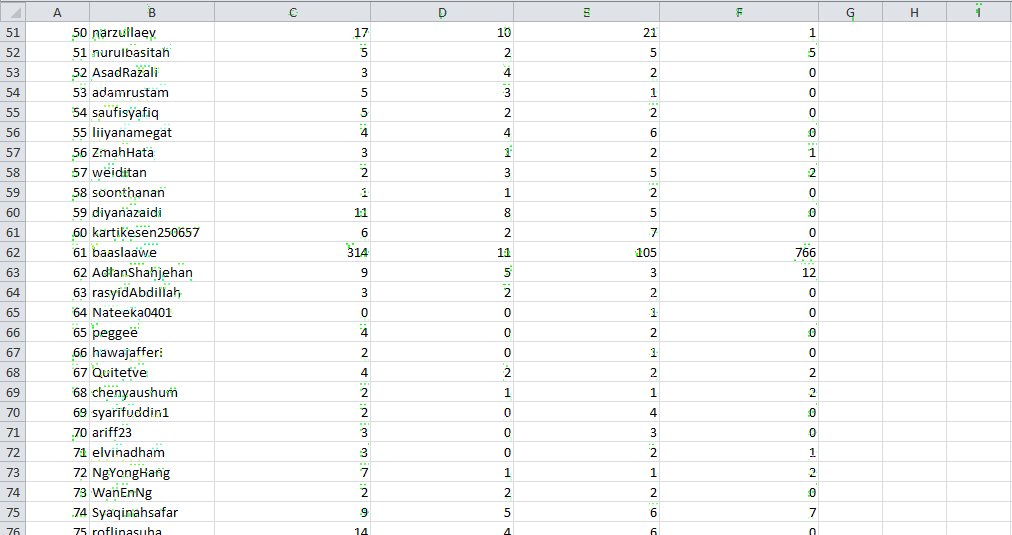 A B C D E F G H I
51 50 narzullaev 17 10 21 1
52 51 nurulbasitah 5 2 5 5
53 52 AsadRazali 3 4 2 0
54 53 adamrustam 5 3 1 0
55 54 saufisyafiq 5 2 2 0
56 55 liiyanamegat 4 4 6 0
57 56 ZmahHata 3 1 2 1
58 57 weiditan 2 3 5 2
59 58 soonthanan 1 1 2 0
60 59 diyanazaidi 11 8 5 0
61 60 kartikesen250657 6 2 7 0
62 61 baaslaawe 314 11 105 766
63 62 AdlanShahjehan 9 5 3 12
64 63 rasyidAbdillah 3 2 2 0
65 64 Nateeka0401 0 0 1 0
66 65 peggee 4 0 2 0
67 66 hawajafferi 2 0 1 0
68 67 Quitefve 4 2 2 2
69 68 chenyaushum 2 1 1 2
70 69 syarifuddin1 2 0 4 0
71 70 ariff23 3 0 3 0
72 71 elvinadham 3 0 2 1
73 72 NgYongHang 7 1 1 2
74 73 WanEnNg 2 2 2 0
75 74 Syaqinahsafar 9 5 6 7
76 75 roflinasuha 14 4 6 0